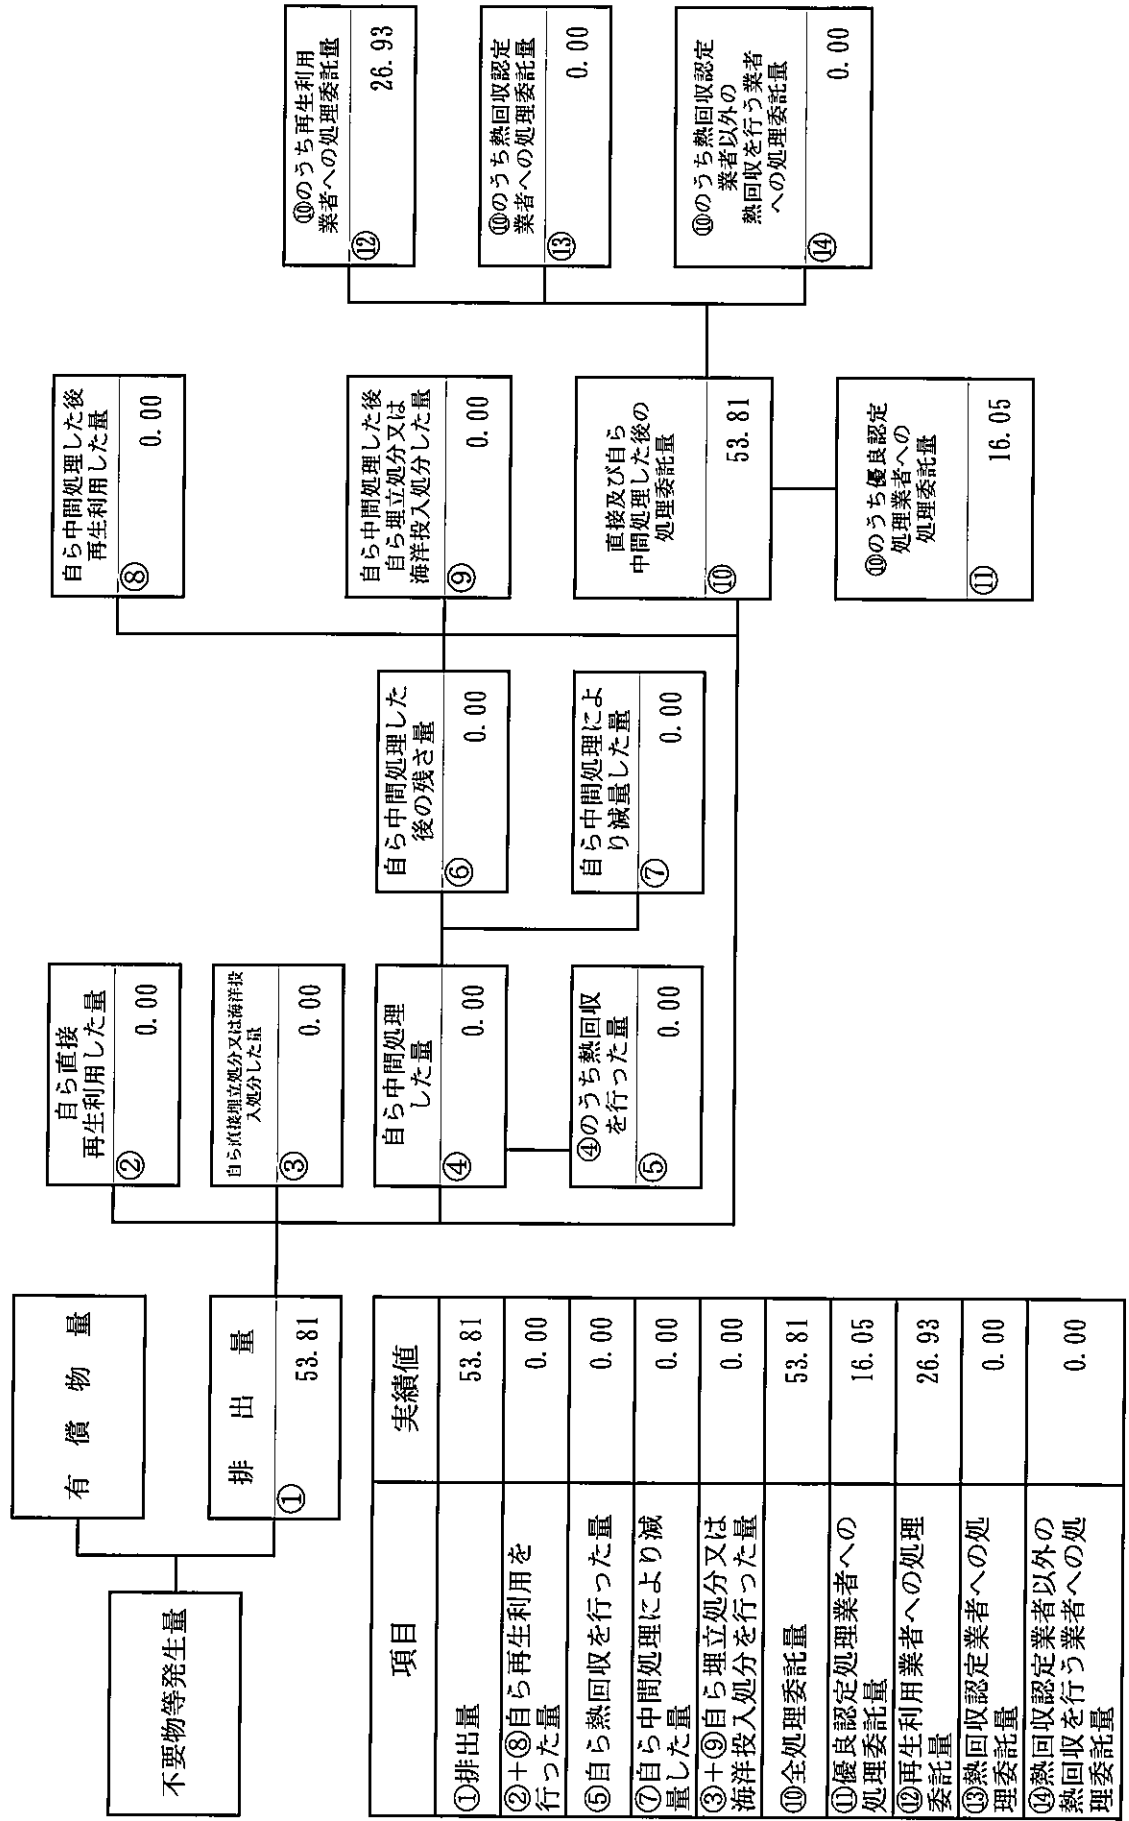 不要物等発生量
有償物量
排出量
①
53.81
自ら直接
再生利用した量
②
0.00
自ら直接埋立処分又は海洋投
入処分した量
③
0.00
自ら中間処理
した量
④
0.00
④のうち熱回収
を行った量
⑤
0.00
自ら中間処理した
後の残さ量
⑥
0.00
自ら中間処理によ
り減量した量
⑦
0.00
自ら中間処理した後
再生利用した量
⑧
0.00
自ら中間処理した後
自ら埋立処分又は
海洋投入処分した量
⑨
0.00
直接及び自ら
中間処理した後の
処理委託量
⑩
53.81
⑩のうち優良認定
処理業者への
処理委託量
⑪
16.05
⑩のうち再生利用
業者への処理委託量
⑫
26.93
⑩のうち熱回収認定
業者への処理委託量
⑬
0.00
⑩のうち熱回収認定
業者以外の
熱回収を行う業者
への処理委託量
⑭
0.00
項目
実績値
①排出量
53.81
②+⑧自ら再生利用を
行った量
0.00
⑤自ら熱回収を行った量
0.00
⑦自ら中間処理により減
量した量
0.00
③+⑨自ら埋立処分又は
海洋投入処分を行った量
0.00
⑩全処理委託量
53.81
⑪優良認定処理業者への
処理委託量
16.05
⑫再生利用業者への処理
委託量
26.93
⑬熱回収認定業者への処
理委託量
0.00
⑭熱回収認定業者以外の
熱回収を行う業者への処
理委託量
0.00